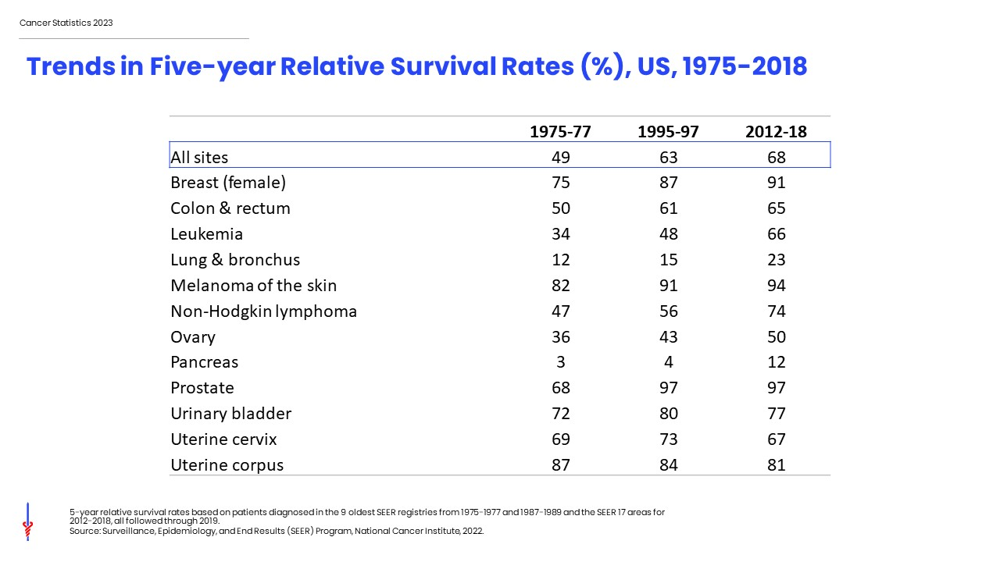 Cancer Statistics 2023
Trends in Five-year Relative Survival Rates (%), US, 1975-2018
1975-77 1995-97 2012-18
All sites 49 63 68
Breast (female) 75 87 91
Colon & rectum 50 61 65
Leukemia 34 48 66
Lung & bronchus 12 15 23
Melanoma of the skin 82 91 94
Non-Hodgkin lymphoma 47 56 74
Ovary 36 43 50
Pancreas 3 4 12
Prostate 68 97 97
Urinary bladder 72 80 77
Uterine cervix 69 73 67
Uterine corpus 87 84 81
5-year relative survival rates based on patients diagnosed in the 9 oldest SEER registries from 1975-1977 and 1987-1989 and the SEER 17 areas for
2012-2018, all followed through 2019.
Source: Surveillance, Epidemiology, and End Results (SEER) Program, National Cancer Institute, 2022.